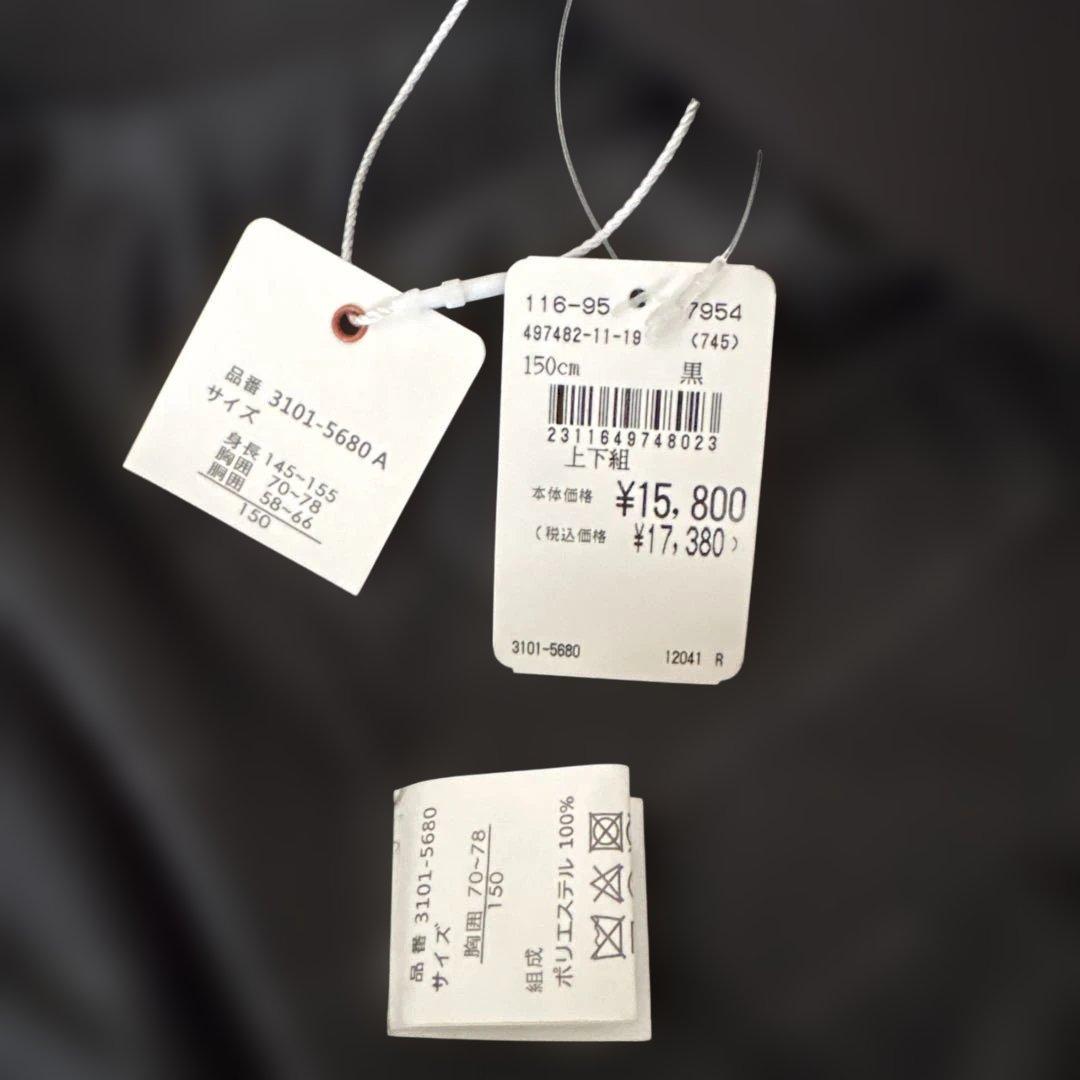 品番 3101-5680 A
サイズ
身長 145~155
胸囲 70~78
胴囲 58~66
150
116-95 7954
497482-11-19 (745)
150cm 黒
2311649748023
上下組
本体価格 ¥15,800
(税込価格 ¥17,380)
3101-5680 12041 R
品番 3101-5680
サイズ
胸囲 70~78
150
組成
ポリエステル 100%